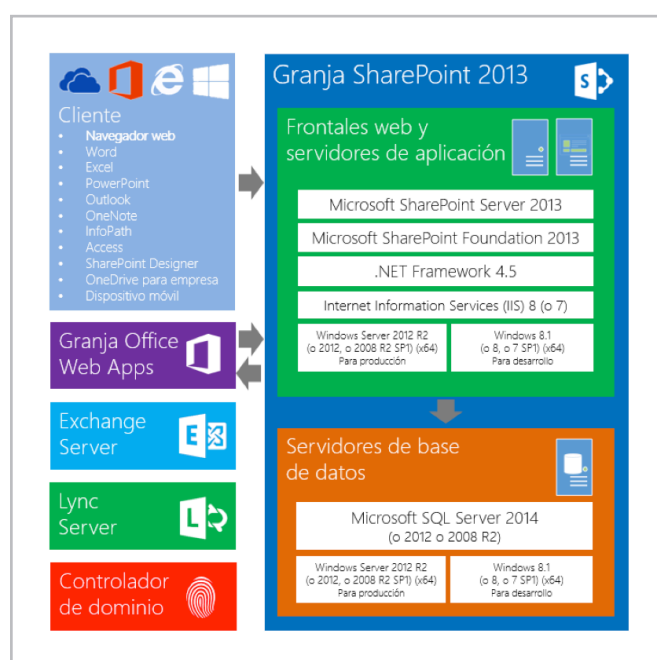 Cliente
• Navegador web
• Word
• Excel
• PowerPoint
• Outlook
• OneNote
• InfoPath
• Access
• SharePoint Designer
• OneDrive para empresa
• Dispositivo móvil
Granja Office
Web Apps
Exchange
Server
E
Lync
Server
L
Controlador
de dominio
Granja SharePoint 2013
S
Frontales web y
servidores de aplicación
Microsoft SharePoint Server 2013
Microsoft SharePoint Foundation 2013
.NET Framework 4.5
Internet Information Services (IIS) 8 (o 7)
Windows Server 2012 R2
(o 2012, o 2008 R2 SP1) (x64)
Para producción
Windows 8.1
(o 8, o 7 SP1) (x64)
Para desarrollo
Servidores de base
de datos
Microsoft SQL Server 2014
(o 2012 o 2008 R2)
Windows Server 2012 R2
(o 2012, o 2008 R2 SP1) (x64)
Para producción
Windows 8.1
(o 8, o 7 SP1) (x64)
Para desarrollo